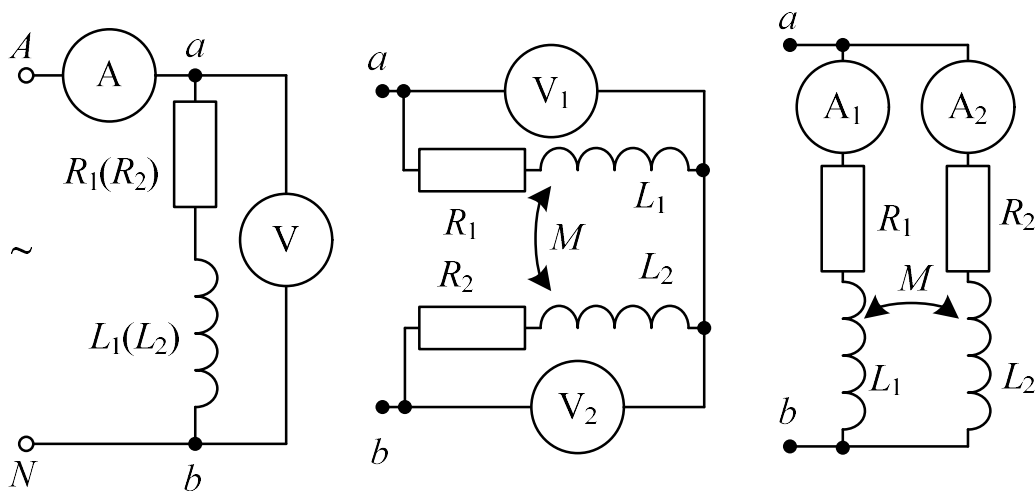 A
A
a
R₁(R₂)
V
~
L₁(L₂)
N
b
a
V₁
L₁
R₁
M
R₂
L₂
V₂
b
a
A₁
A₂
R₁
R₂
M
L₁
L₂
b